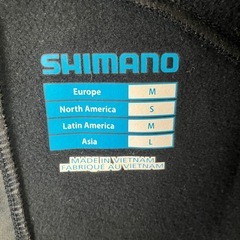 SHIMANO
Europe M
North America S
Latin America M
Asia L
MADE IN VIETNAM
FABRIQUÉ AU VIETNAM